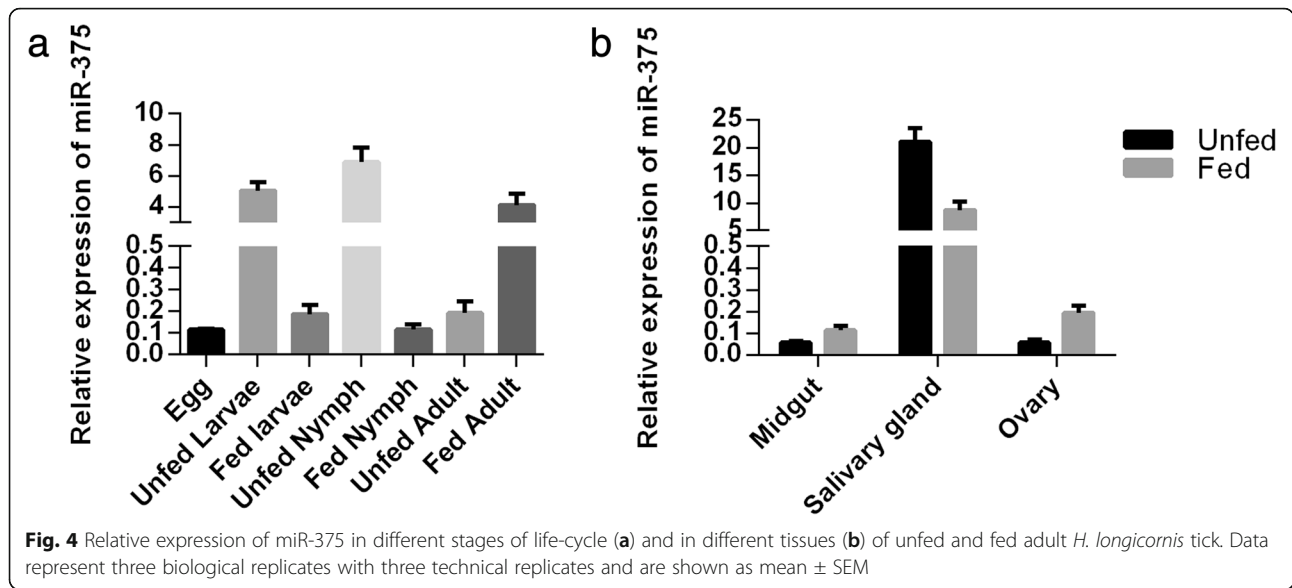 a
Relative expression of miR-375
10
8
6
4
0.5
0.4
0.3
0.2
0.1
0.0
Egg
Unfed Larvae
Fed larvae
Unfed Nymph
Fed Nymph
Unfed Adult
Fed Adult
b
Relative expression of miR-375
25
20
15
10
5
0.5
0.4
0.3
0.2
0.1
0.0
Midgut
Salivary gland
Ovary
Unfed
Fed
Fig. 4 Relative expression of miR-375 in different stages of life-cycle (a) and in different tissues (b) of unfed and fed adult H. longicornis tick. Data
represent three biological replicates with three technical replicates and are shown as mean ± SEM